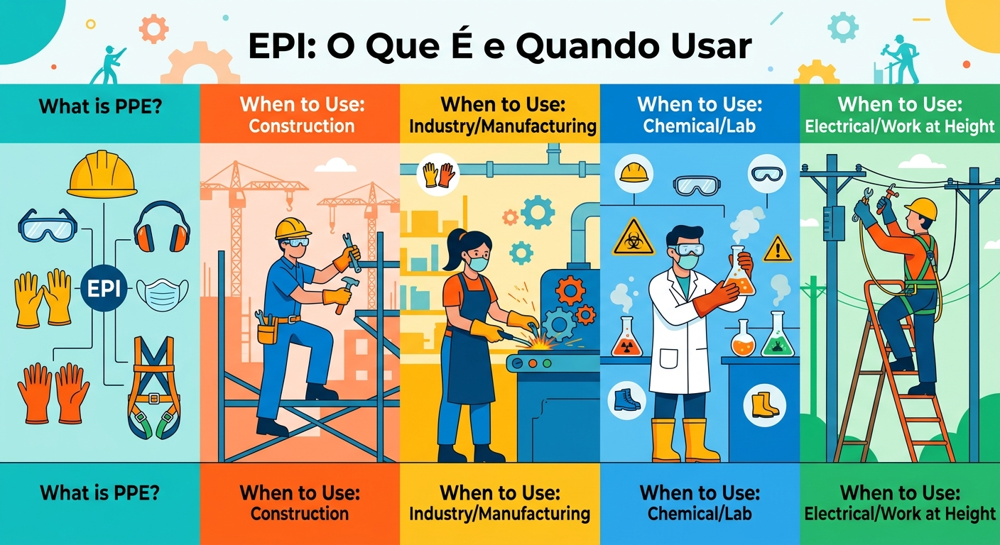 EPI: O Que É e Quando Usar
What is PPE?
When to Use:
Construction
When to Use:
Industry/Manufacturing
When to Use:
Chemical/Lab
When to Use:
Electrical/Work at Height
EPI
What is PPE?
When to Use:
Construction
When to Use:
Industry/Manufacturing
When to Use:
Chemical/Lab
When to Use:
Electrical/Work at Height